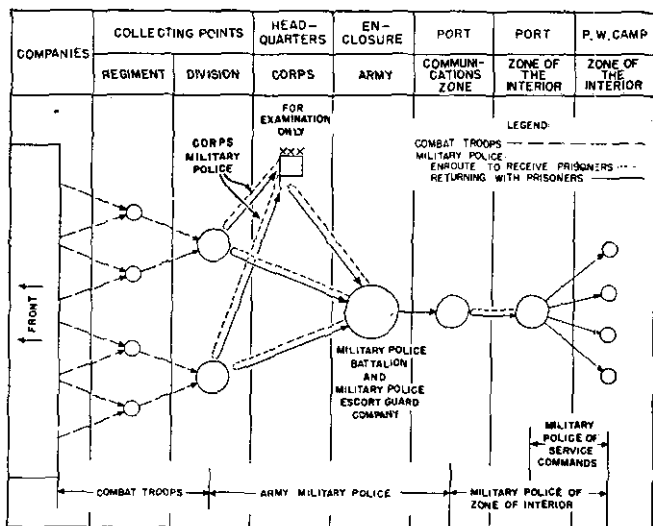 COMPANIES
COLLECTING POINTS
REGIMENT
DIVISION
HEAD-
QUARTERS
CORPS
EN-
CLOSURE
ARMY
PORT
COMMUNI-
CATIONS
ZONE
PORT
ZONE OF
THE
INTERIOR
P. W. CAMP
ZONE OF
THE
INTERIOR
FOR
EXAMINATION
ONLY
XXX
CORPS
MILITARY
POLICE
LEGEND:
COMBAT TROOPS
MILITARY POLICE:
ENROUTE TO RECEIVE PRISONERS
RETURNING WITH PRISONERS
FRONT
MILITARY POLICE
BATTALION
AND
MILITARY POLICE
ESCORT GUARD
COMPANY
MILITARY
POLICE OF
SERVICE
COMMANDS
COMBAT TROOPS
ARMY MILITARY POLICE
MILITARY POLICE OF
ZONE OF INTERIOR